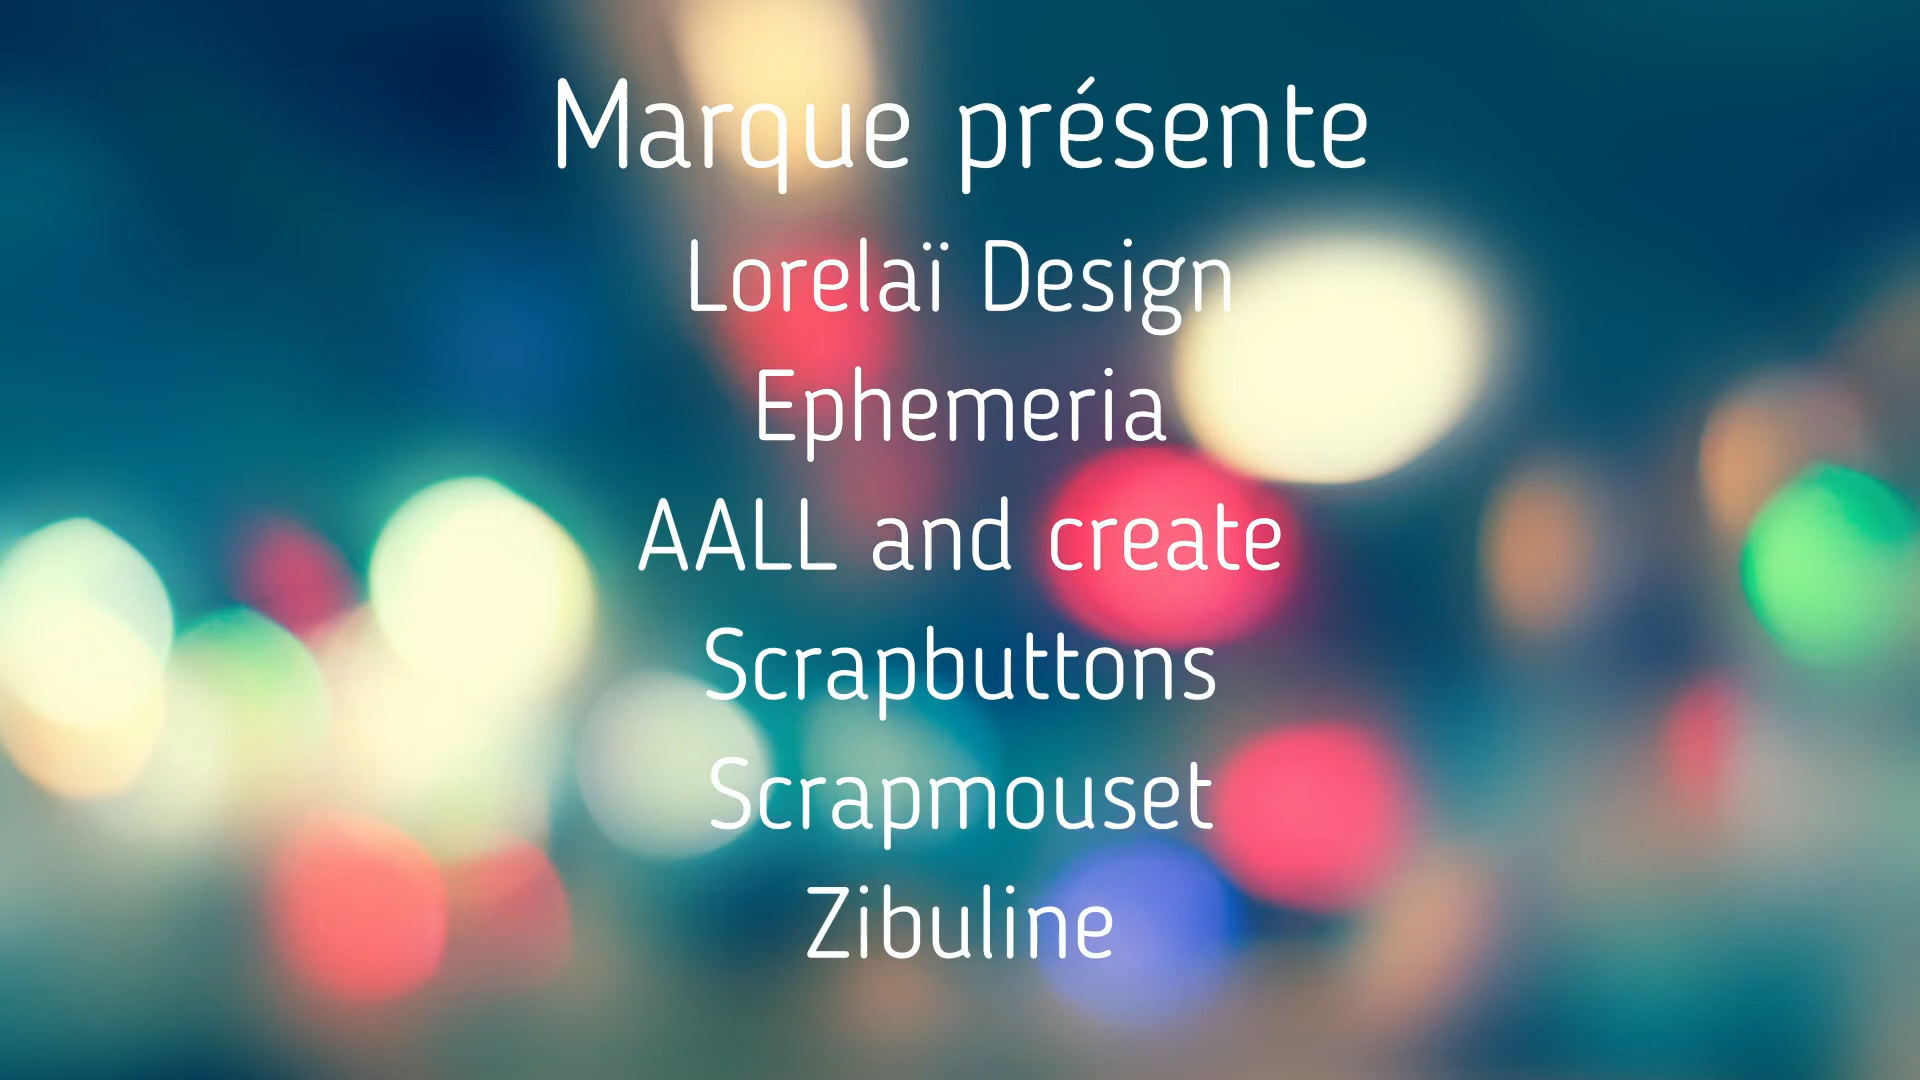 Marque présente
Lorelaï Design
Ephemeria
AALL and create
Scrapbuttons
Scrapmouset
Zibuline